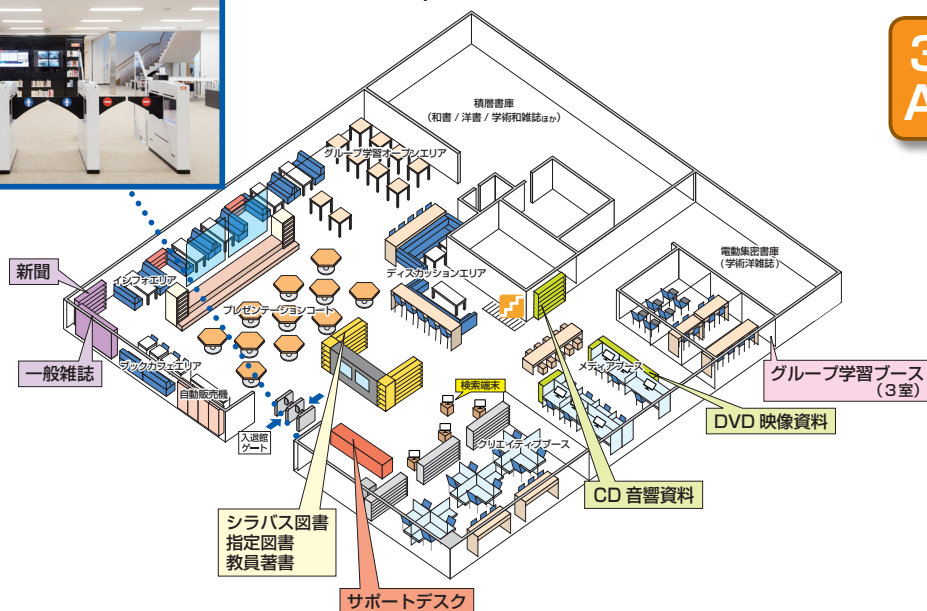 3
A
積層書庫
(和書 / 洋書 / 学術和雑誌ほか)
グループ学習オープンエリア
電動集密書庫
(学術洋雑誌)
新聞
インフォエリア
ディスカッションエリア
プレゼンテーションコート
一般雑誌
ブックカフェエリア
メディアブース
グループ学習ブース
(3室)
自動販売機
検索端末
DVD 映像資料
入退館
ゲート
クリエイティブブース
CD 音響資料
シラバス図書
指定図書
教員著書
サポートデスク